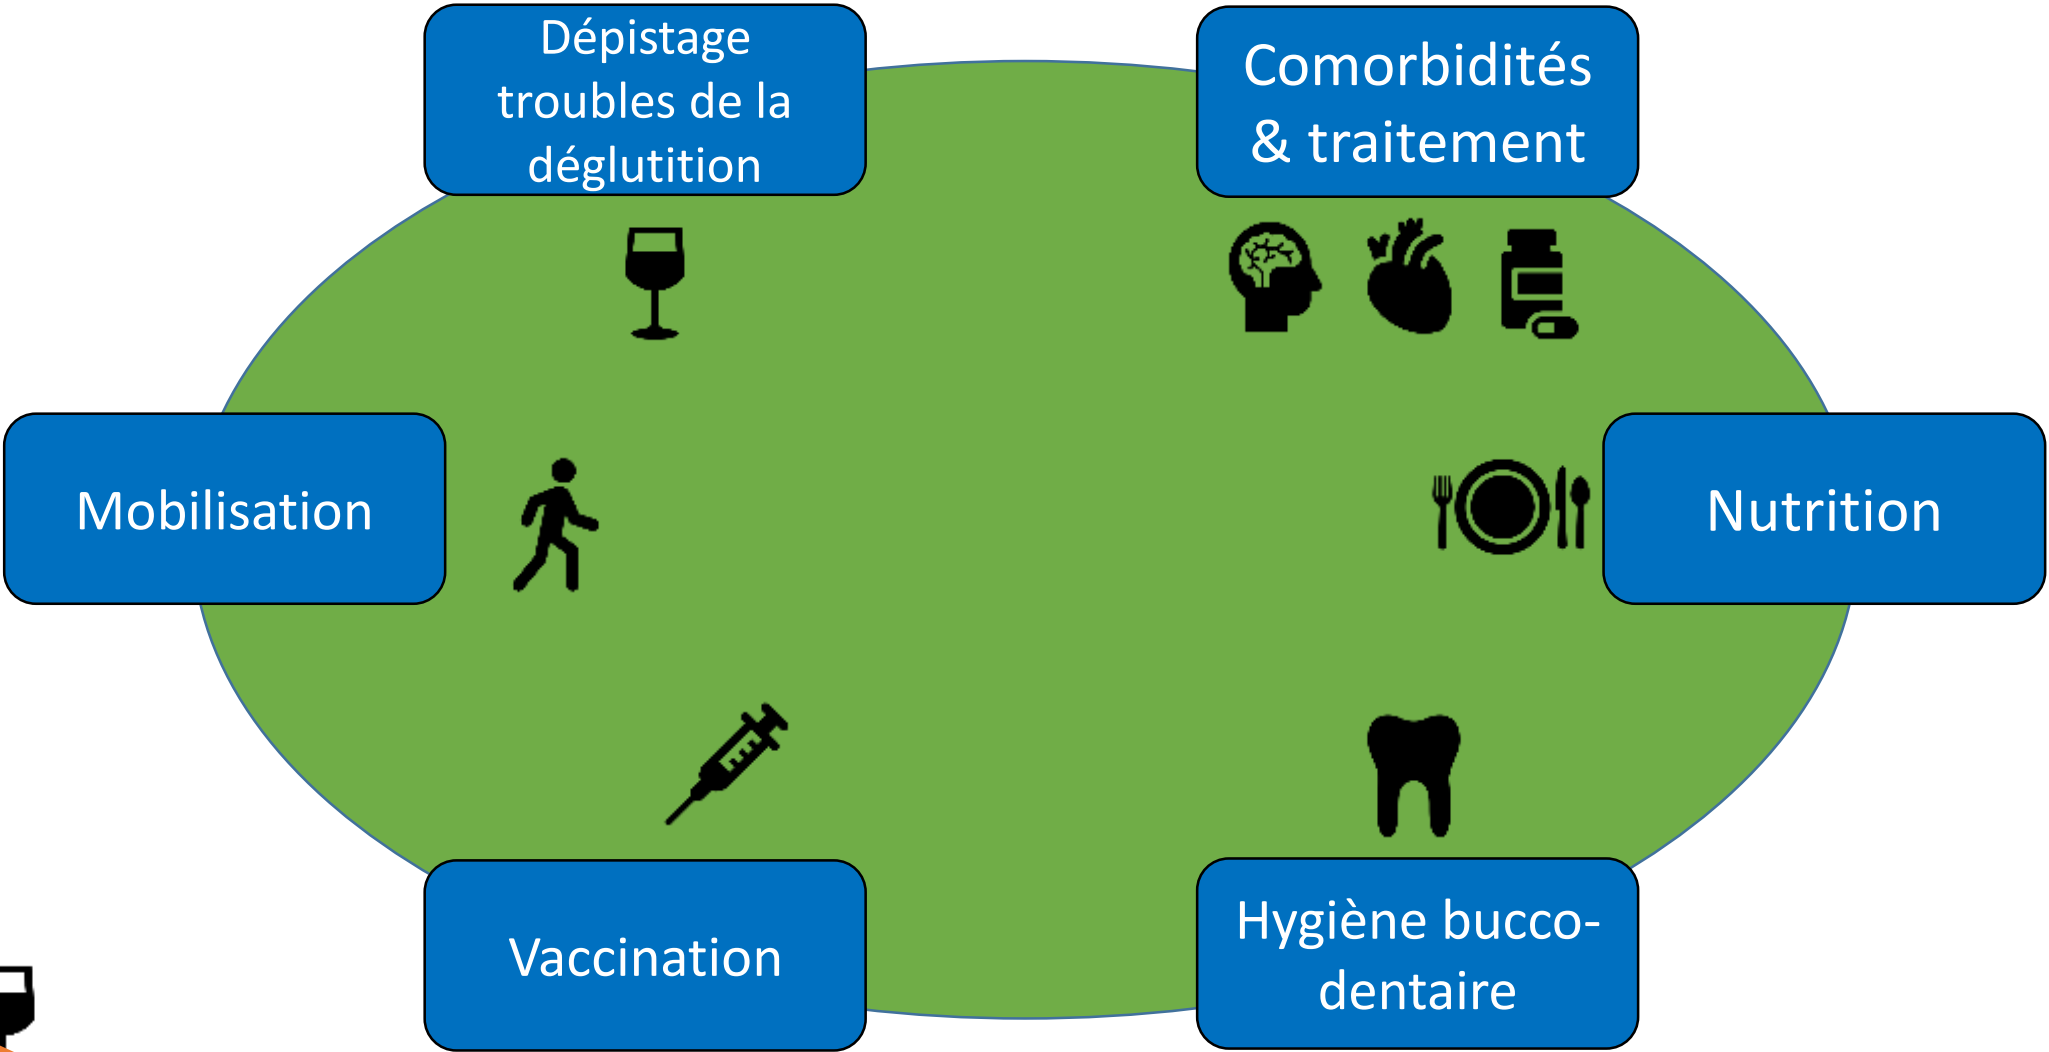 Dépistage
troubles de la
déglutition
Comorbidités
& traitement
Mobilisation
Nutrition
Vaccination
Hygiène bucco-
dentaire